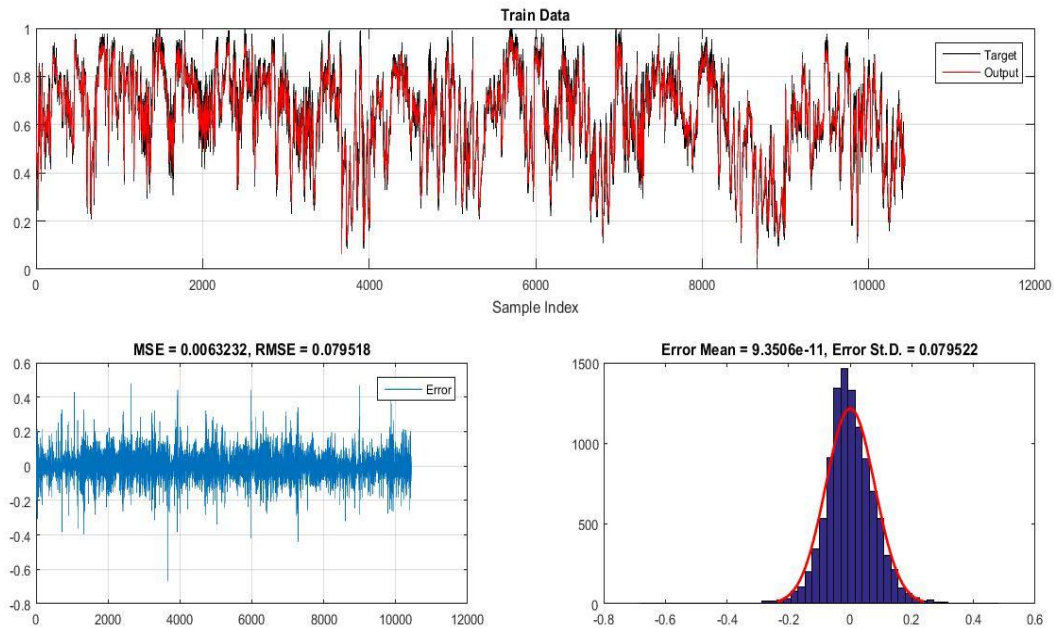 Train Data
1
0.8
0.6
0.4
0.2
0
Target
Output
0 2000 4000 6000 8000 10000 12000
Sample Index
MSE = 0.0063232, RMSE = 0.079518
0.6
0.4
0.2
0
-0.2
-0.4
-0.6
-0.8
Error
0 2000 4000 6000 8000 10000 12000
Error Mean = 9.3506e-11, Error St.D. = 0.079522
1500
1000
500
0
-0.8 -0.6 -0.4 -0.2 0 0.2 0.4 0.6